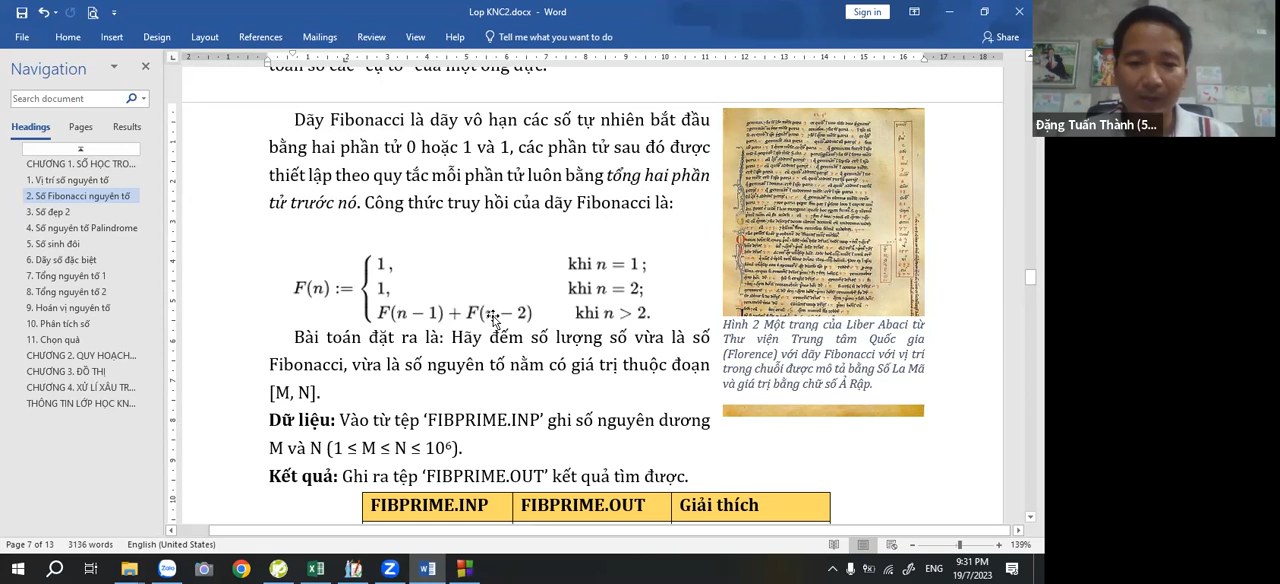 Lop KNC2.docx - Word
Sign in
File Home Insert Design Layout References Mailings Review View Help Tell me what you want to do Share
Navigation
Search document
Headings Pages Results
CHƯƠNG 1. SỐ HỌC TRO...
1. Vị trí số nguyên tố
2. Số Fibonacci nguyên tố
3. Số đẹp 2
4. Số nguyên tố Palindrome
5. Số sinh đôi
6. Dãy số đặc biệt
7. Tổng nguyên tố 1
8. Tổng nguyên tố 2
9. Hoán vị nguyên tố
10. Phân tích số
11. Chọn quà
CHƯƠNG 2. QUY HOẠCH...
CHƯƠNG 3. ĐỒ THỊ
CHƯƠNG 4. XỬ LÍ XÂU TR...
THÔNG TIN LỚP HỌC KN...
Dãy Fibonacci là dãy vô hạn các số tự nhiên bắt đầu
bằng hai phần tử 0 hoặc 1 và 1, các phần tử sau đó được
thiết lập theo quy tắc mỗi phần tử luôn bằng tổng hai phần
tử trước nó. Công thức truy hồi của dãy Fibonacci là:
1, khi n = 1;
F(n) := { 1, khi n = 2;
F(n − 1) + F(n − 2) khi n > 2.
Bài toán đặt ra là: Hãy đếm số lượng số vừa là số
Fibonacci, vừa là số nguyên tố nằm có giá trị thuộc đoạn
[M, N].
Dữ liệu: Vào từ tệp ‘FIBPRIME.INP’ ghi số nguyên dương
M và N (1 ≤ M ≤ N ≤ 10⁶).
Kết quả: Ghi ra tệp ‘FIBPRIME.OUT’ kết quả tìm được.
FIBPRIME.INP FIBPRIME.OUT Giải thích
Hình 2 Một trang của Liber Abaci từ
Thư viện Trung tâm Quốc gia
(Florence) với dãy Fibonacci với vị trí
trong chuỗi được mô tả bằng Số La Mã
và giá trị bằng chữ số Ả Rập.
Đặng Tuấn Thành (5...
Page 7 of 13 3136 words English (United States) 139%
Zalo
ENG
9:31 PM
19/7/2023